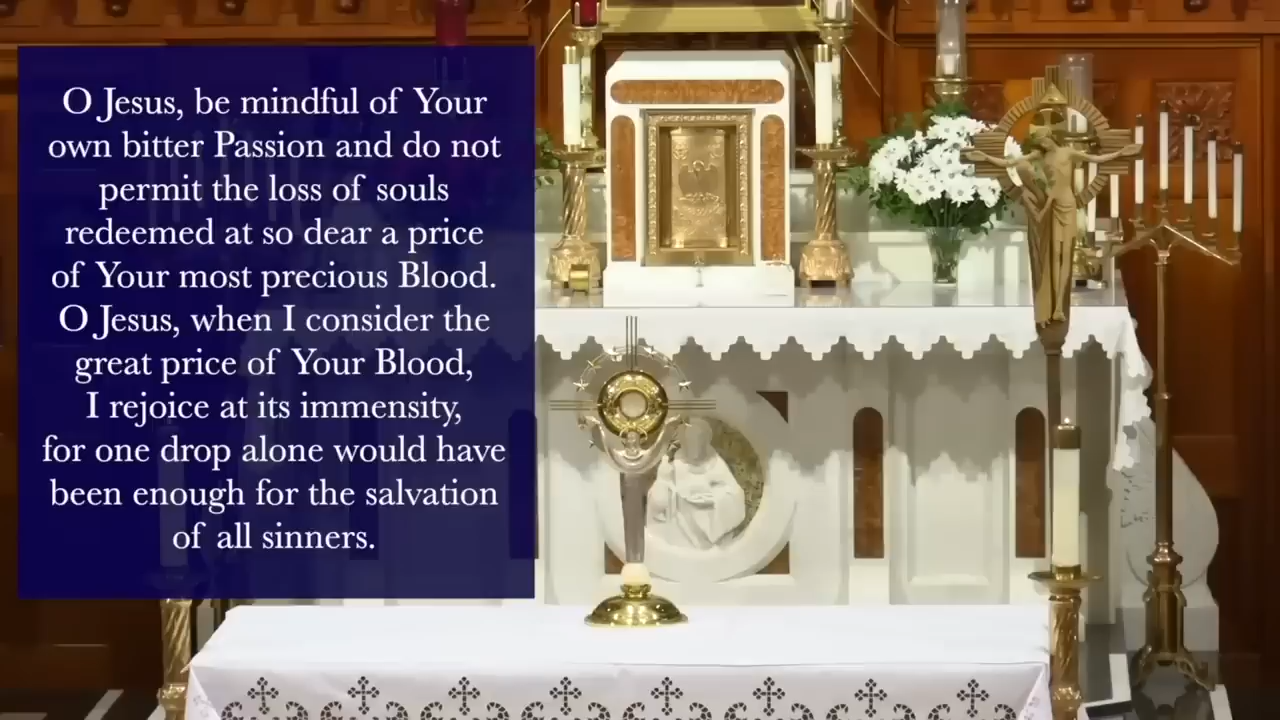 O Jesus, be mindful of Your
own bitter Passion and do not
permit the loss of souls
redeemed at so dear a price
of Your most precious Blood.
O Jesus, when I consider the
great price of Your Blood,
I rejoice at its immensity,
for one drop alone would have
been enough for the salvation
of all sinners.